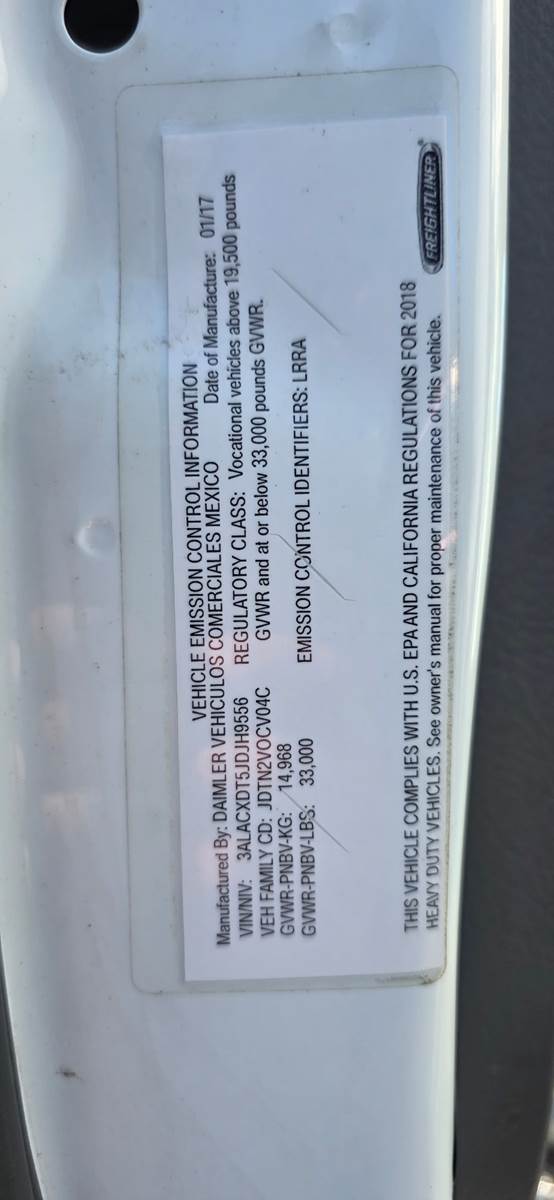 VEHICLE EMISSION CONTROL INFORMATION
Manufactured By: DAIMLER VEHICULOS COMERCIALES MEXICO Date of Manufacture: 01/17
VIN/NIV: 3ALACXDT5JDJH9556 REGULATORY CLASS: Vocational vehicles above 19,500 pounds
VEH FAMILY CD: JDTN2VOCV04C GVWR and at or below 33,000 pounds GVWR.
GVWR-PNBV-KG: 14,968
GVWR-PNBV-LBS: 33,000 EMISSION CONTROL IDENTIFIERS: LRRA
THIS VEHICLE COMPLIES WITH U.S. EPA AND CALIFORNIA REGULATIONS FOR 2018
HEAVY DUTY VEHICLES. See owner's manual for proper maintenance of this vehicle.
FREIGHTLINER